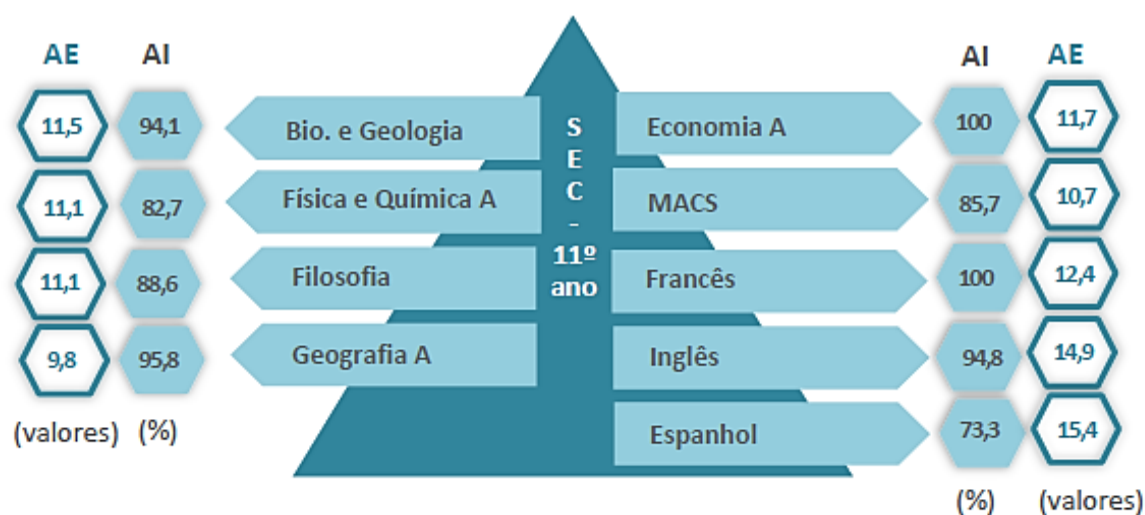 AE AI
11,5 94,1 Bio. e Geologia
11,1 82,7 Física e Química A
11,1 88,6 Filosofia
9,8 95,8 Geografia A
(valores) (%)
S
E
C
-
11º
ano
AI AE
Economia A 100 11,7
MACS 85,7 10,7
Francês 100 12,4
Inglês 94,8 14,9
Espanhol 73,3 15,4
(%) (valores)